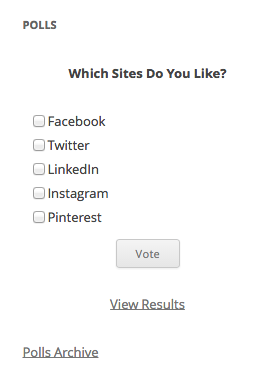 POLLS
Which Sites Do You Like?
Facebook
Twitter
LinkedIn
Instagram
Pinterest
Vote
View Results
Polls Archive